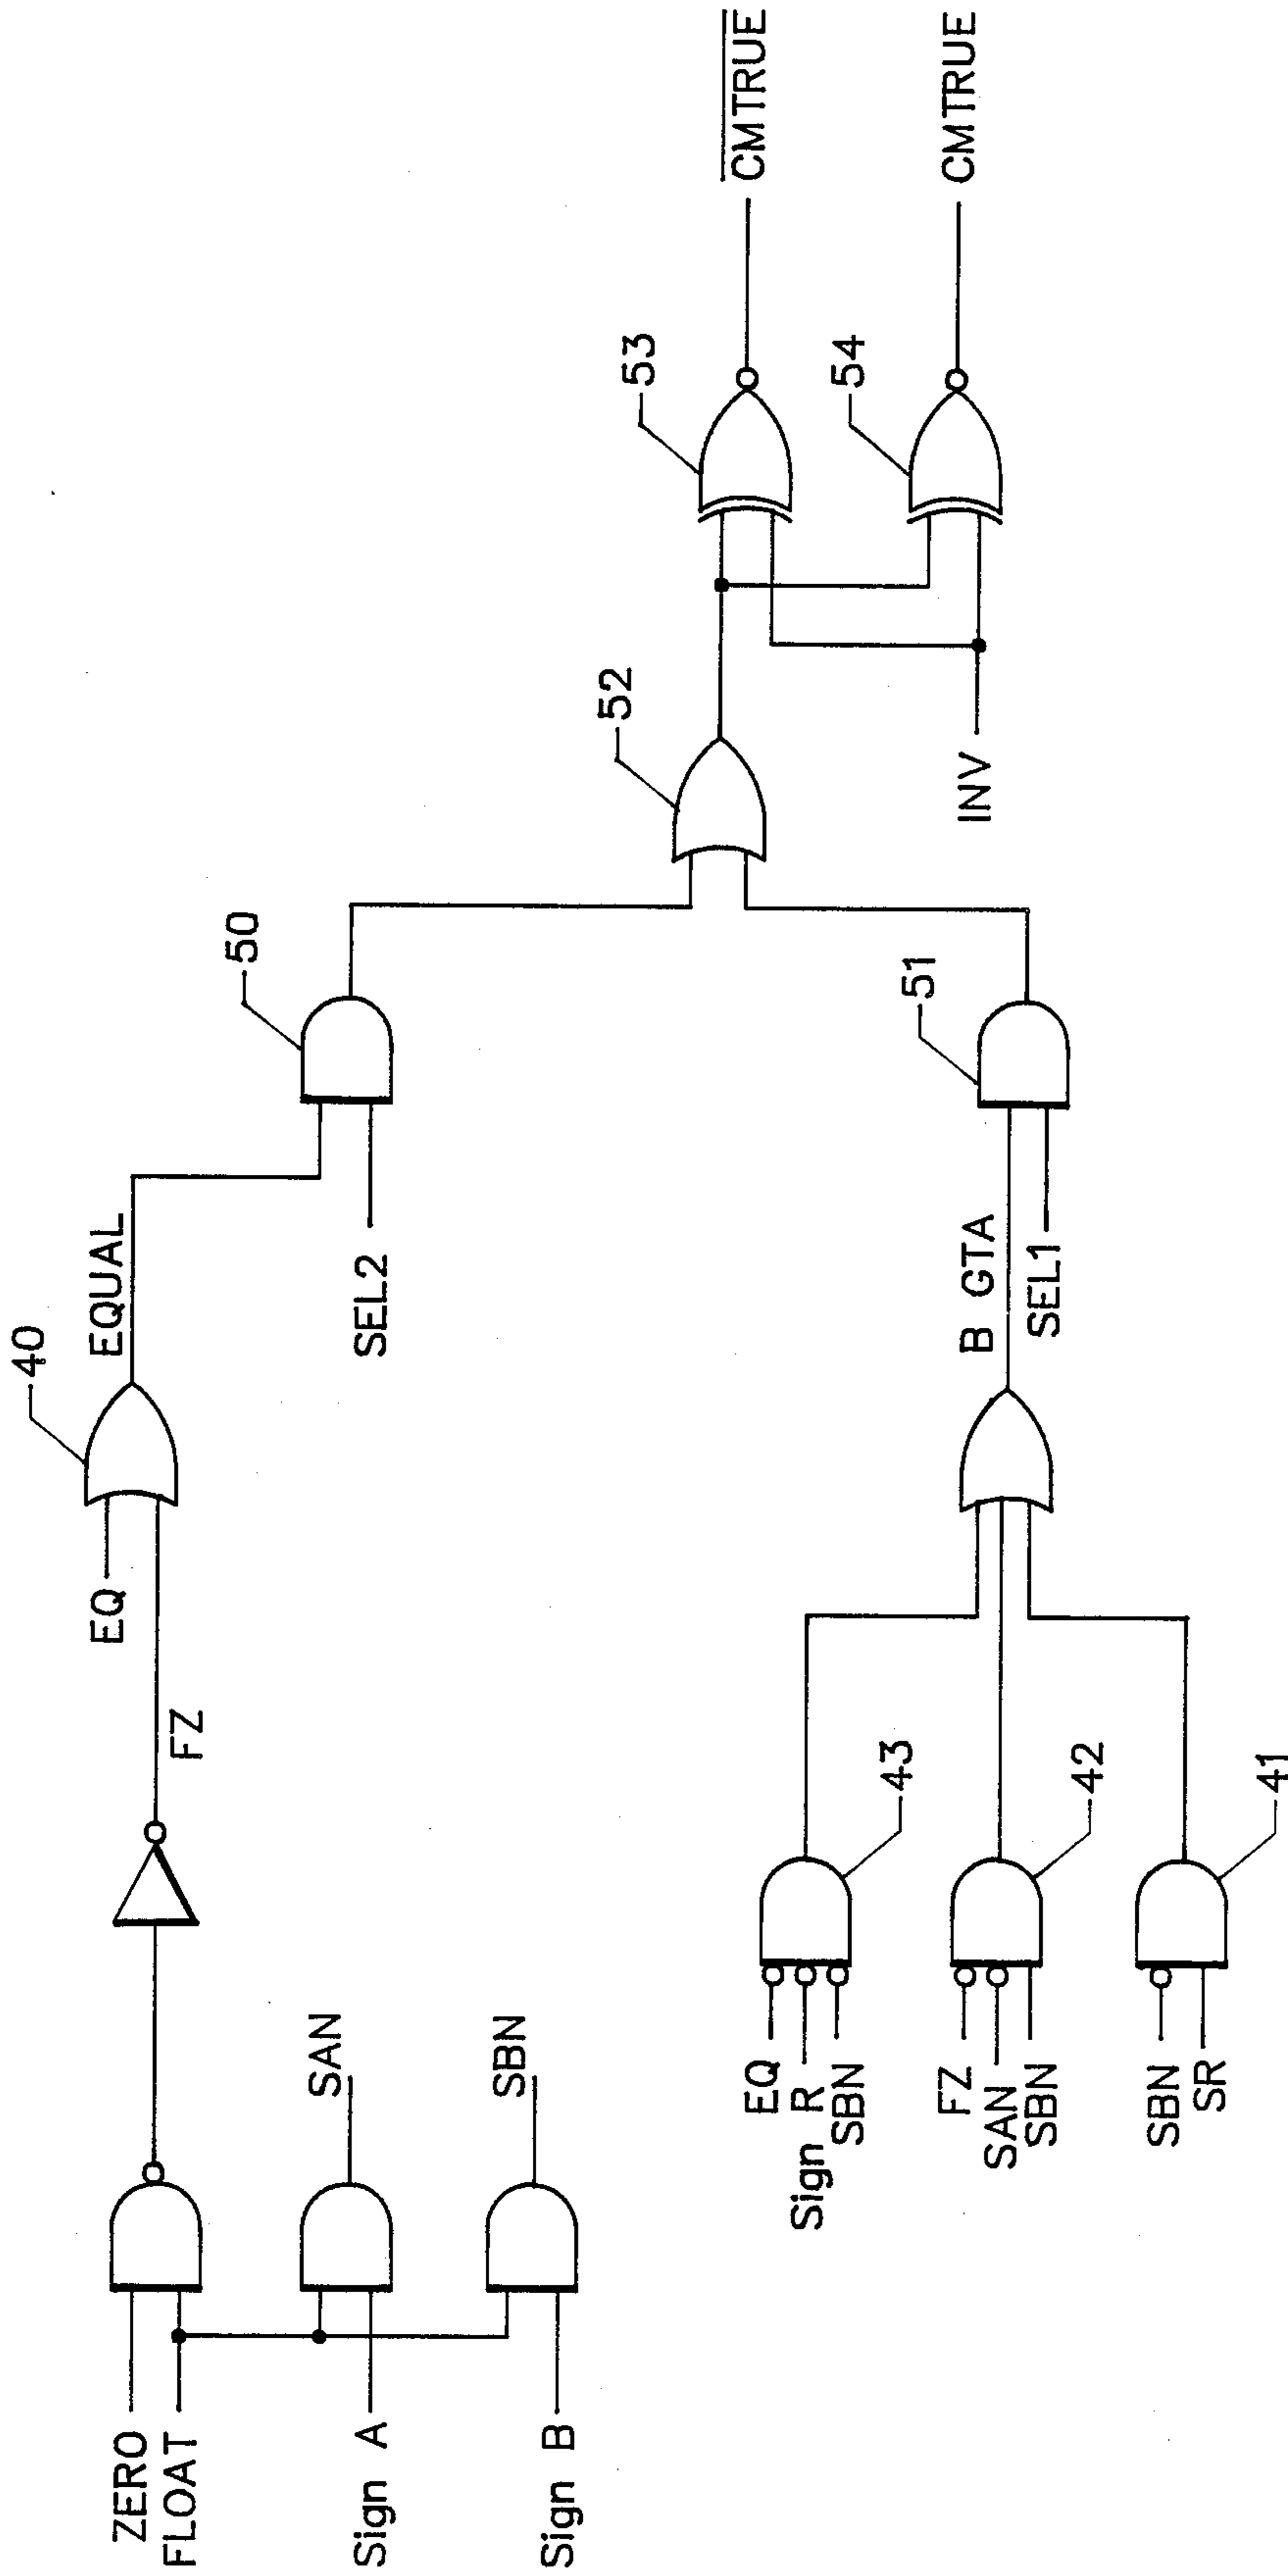 ZERO
FLOAT
Sign A
Sign B
SAN
SBN
FZ
EQ
40
EQUAL
SEL2
50
EQ
Sign R
SBN
43
FZ
SAN
SBN
42
SBN
SR
41
B GTA
SEL1
51
52
INV
53
54
CMTRUE
CMTRUE